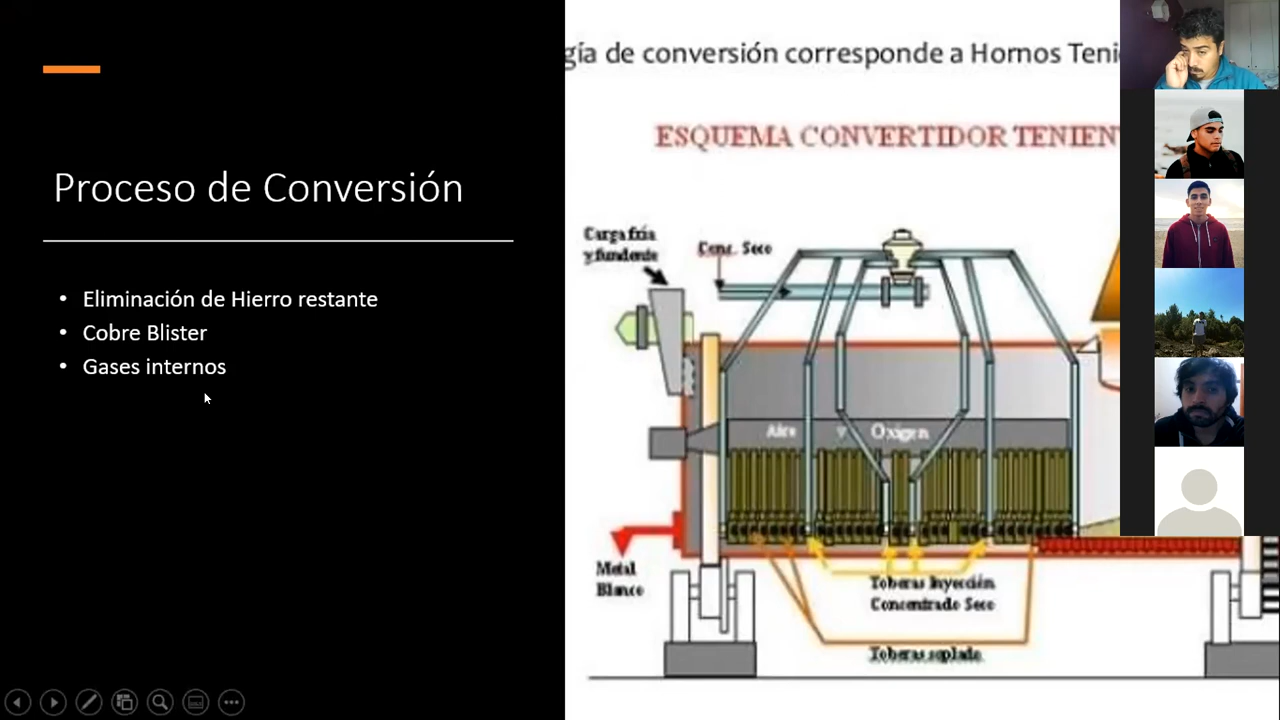 Proceso de Conversión
• Eliminación de Hierro restante
• Cobre Blister
• Gases internos
gía de conversión corresponde a Hornos Teni
ESQUEMA CONVERTIDOR TENIEN
Carga fría
y fundente
Conc. Seco
Aire y Oxígen
Metal
Blanco
Toberas Inyección
Concentrado Seco
Toberas soplado